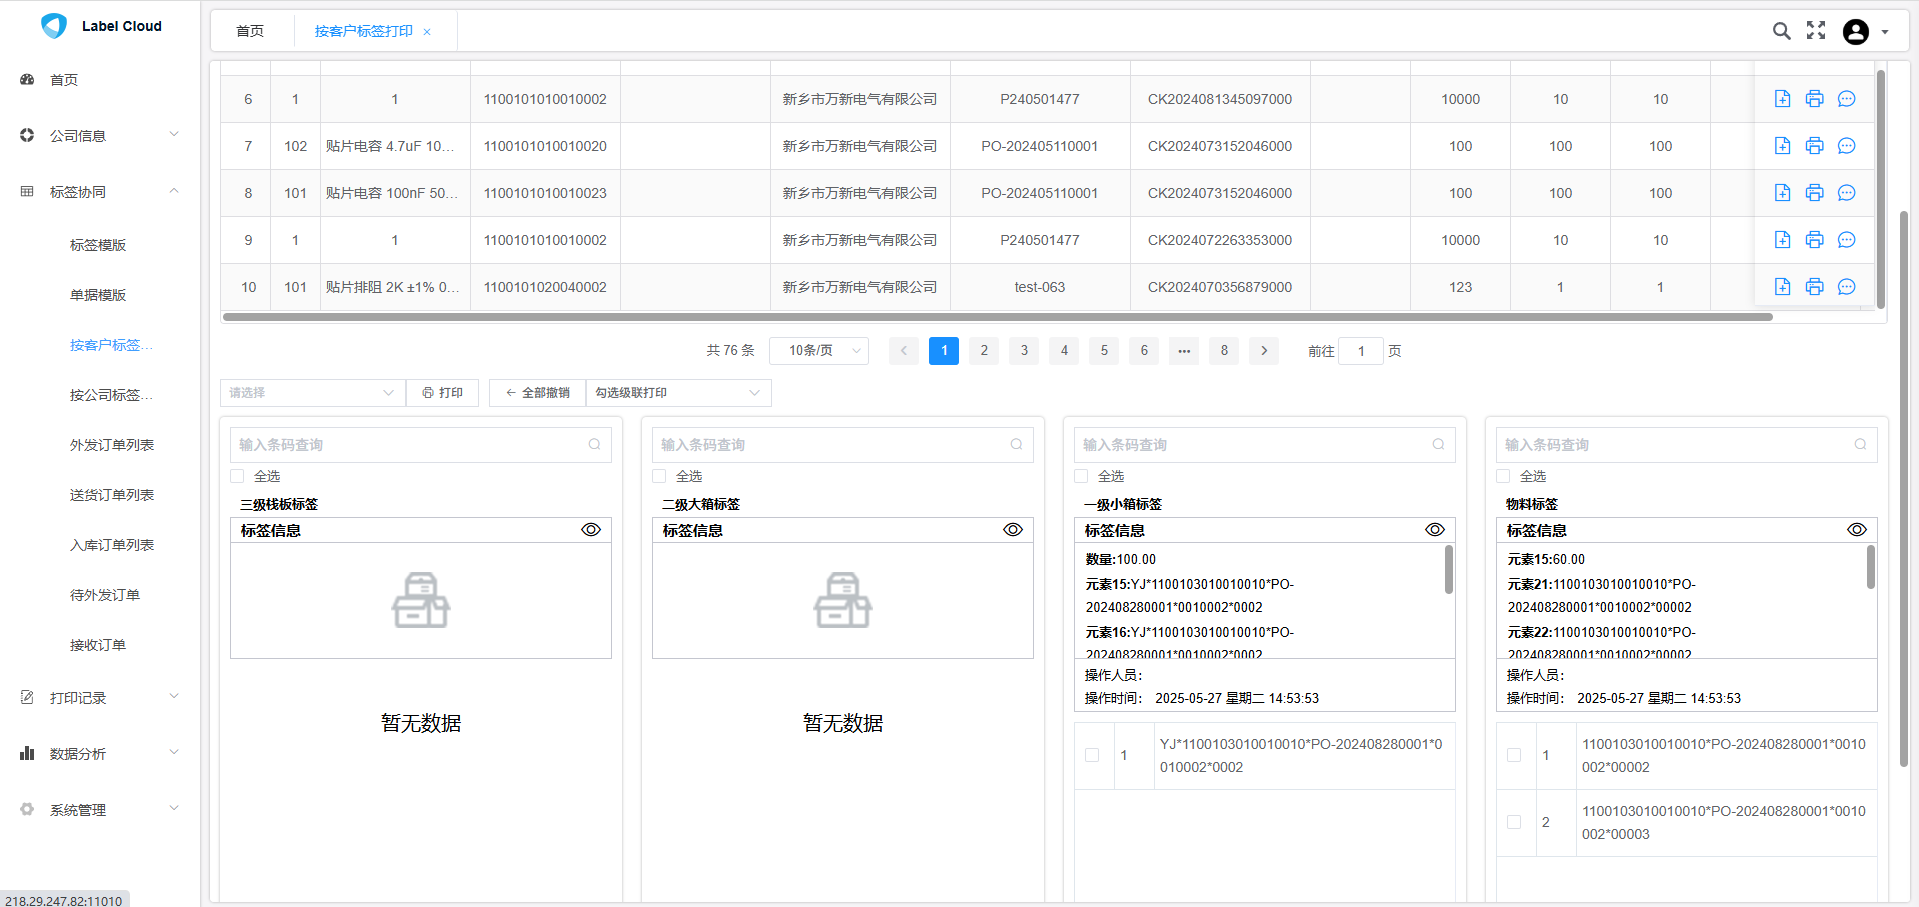 Label Cloud
首页
公司信息
标签协同
标签模版
单据模版
按客户标签...
按公司标签...
外发订单列表
送货订单列表
入库订单列表
待外发订单
接收订单
打印记录
数据分析
系统管理
218.29.247.82:11010
首页 按客户标签打印 ×
6 1 1 1100101010010002 新乡市万新电气有限公司 P240501477 CK2024081345097000 10000 10 10
7 102 贴片电容 4.7uF 10... 1100101010010020 新乡市万新电气有限公司 PO-202405110001 CK2024073152046000 100 100 100
8 101 贴片电容 100nF 50... 1100101010010023 新乡市万新电气有限公司 PO-202405110001 CK2024073152046000 100 100 100
9 1 1 1100101010010002 新乡市万新电气有限公司 P240501477 CK2024072263353000 10000 10 10
10 101 贴片排阻 2K ±1% 0... 1100101020040002 新乡市万新电气有限公司 test-063 CK2024070356879000 123 1 1
共 76 条 10条/页 1 2 3 4 5 6 ••• 8 前往 1 页
请选择 打印 全部撤销 勾选级联打印
输入条码查询
全选
三级栈板标签
标签信息
暂无数据
输入条码查询
全选
二级大箱标签
标签信息
暂无数据
输入条码查询
全选
一级小箱标签
标签信息
数量:100.00
元素15:YJ*1100103010010010*PO-
202408280001*0010002*0002
元素16:YJ*1100103010010010*PO-
202408280001*0010002*0002
操作人员：
操作时间： 2025-05-27 星期二 14:53:53
1 YJ*1100103010010010*PO-202408280001*0
010002*0002
输入条码查询
全选
物料标签
标签信息
元素15:60.00
元素21:1100103010010010*PO-
202408280001*0010002*00002
元素22:1100103010010010*PO-
202408280001*0010002*00002
操作人员：
操作时间： 2025-05-27 星期二 14:53:53
1 1100103010010010*PO-202408280001*0010
002*00002
2 1100103010010010*PO-202408280001*0010
002*00003